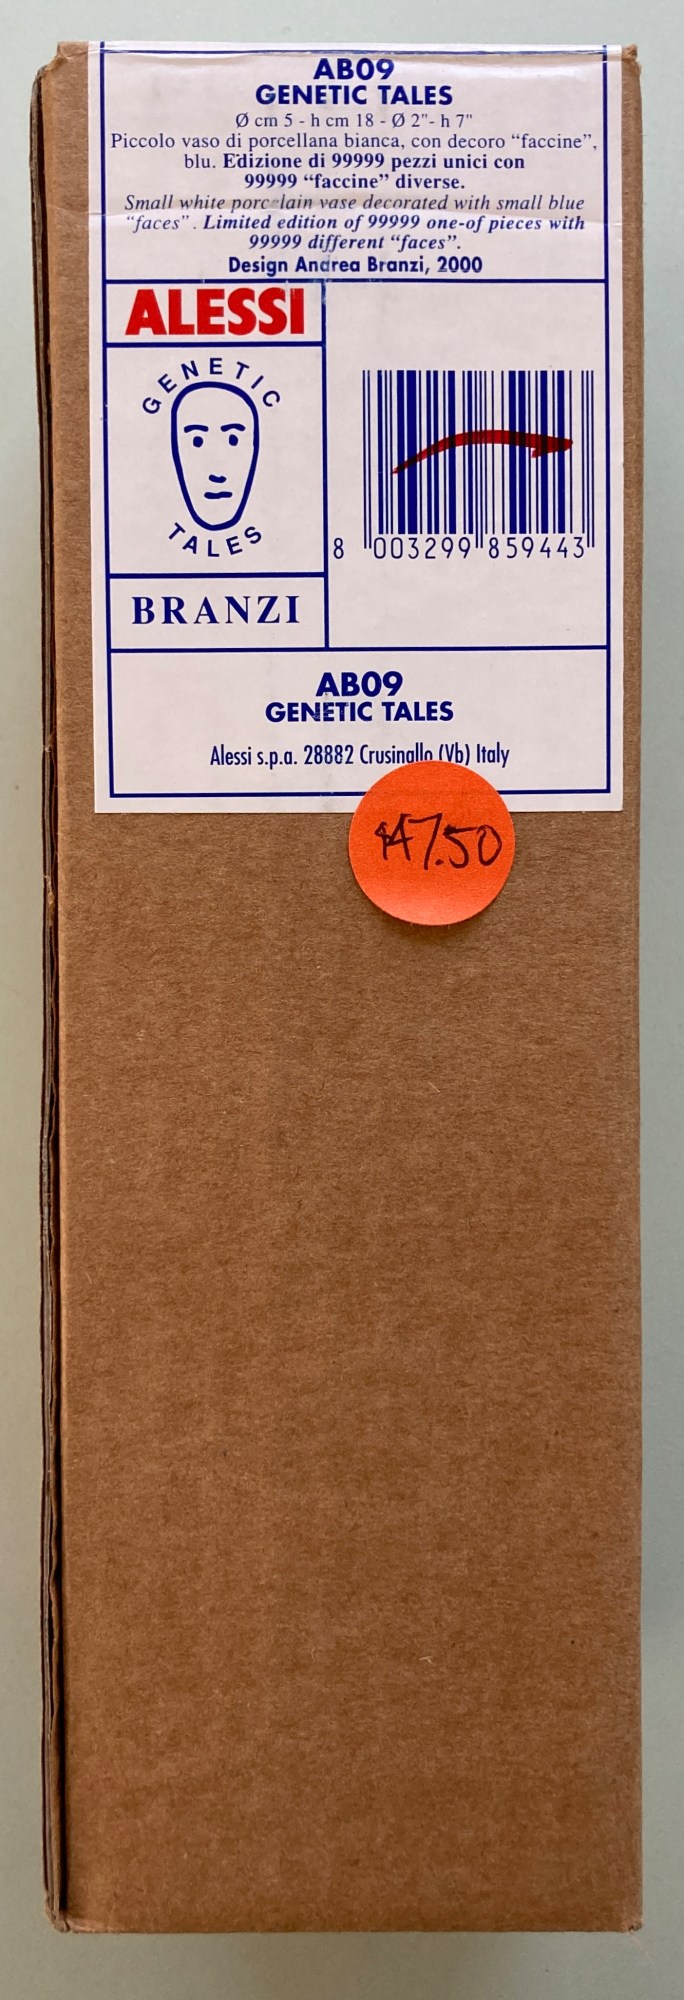 AB09
GENETIC TALES
Ø cm 5 - h cm 18 - Ø 2"- h 7"
Piccolo vaso di porcellana bianca, con decoro “faccine”,
blu. Edizione di 99999 pezzi unici con
99999 “faccine” diverse.
Small white porcelain vase decorated with small blue
“faces”. Limited edition of 99999 one-of pieces with
99999 different “faces”.
Design Andrea Branzi, 2000
ALESSI
GENETIC
TALES
BRANZI
8 003299 859443
AB09
GENETIC TALES
Alessi s.p.a. 28882 Crusinallo (Vb) Italy
$47.50